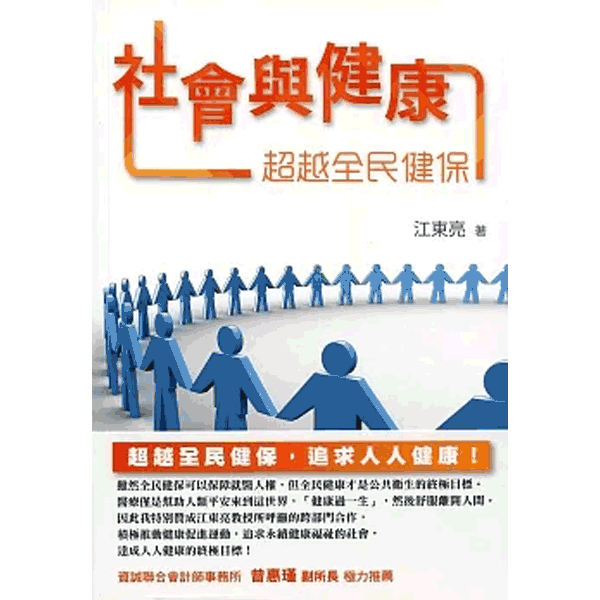 社會與健康
超越全民健保
江東亮 著
超越全民健保，追求人人健康！
雖然全民健保可以保障就醫人權，但全民健康才是公共衛生的終極目標。
醫療僅是幫助人類平安來到這世界，「健康過一生」，然後舒服離開人間。
因此我特別贊成江東亮教授所呼籲的跨部門合作。
積極推動健康促進運動，追求永續健康福祉的社會，
達成人人健康的終極目標！
資誠聯合會計師事務所 曾惠瑾 副所長 極力推薦